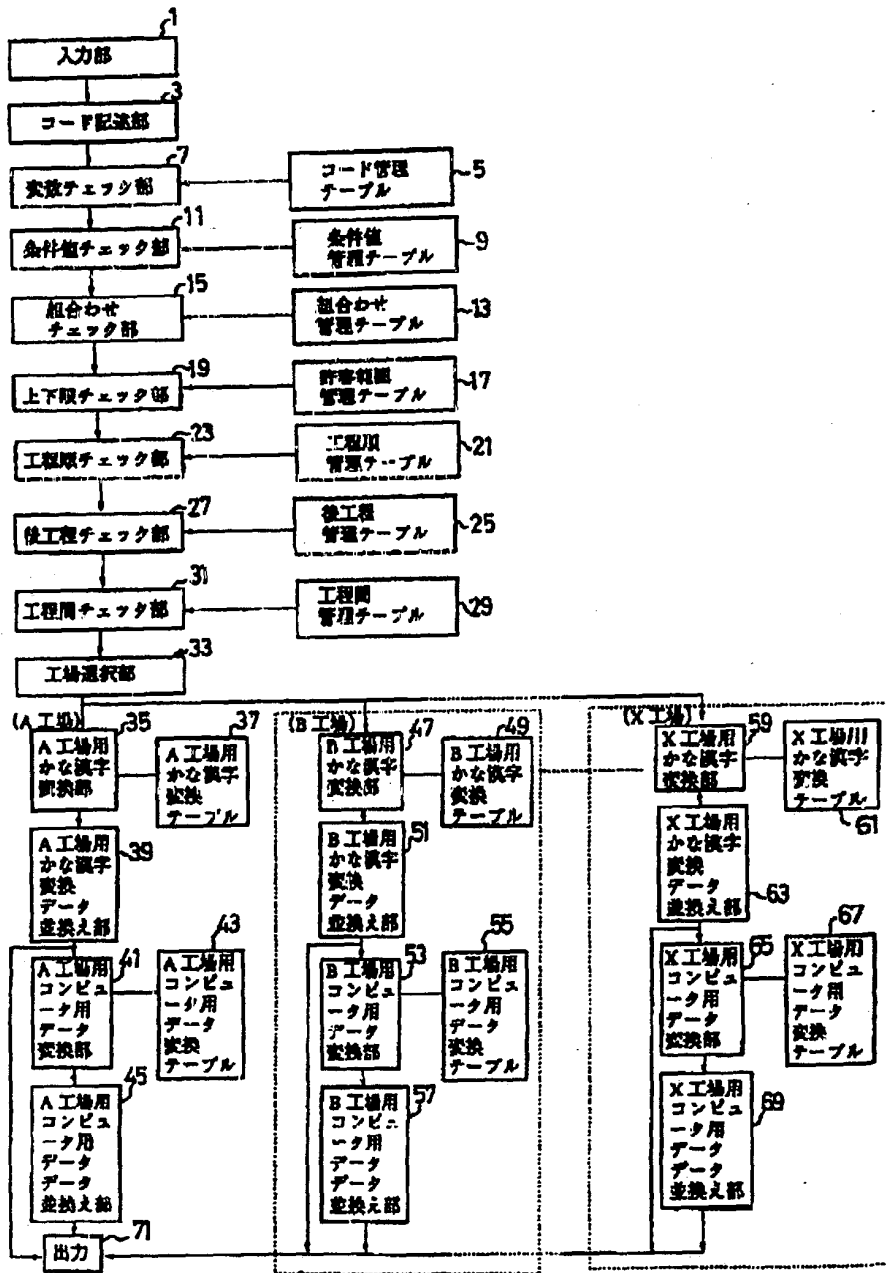 1
入力部
3
コード記述部
7
変数チェック部
コード管理
テーブル
5
11
条件値チェック部
条件値
管理テーブル
9
15
組合わせ
チェック部
組合わせ
管理テーブル
13
19
上下限チェック部
許容範囲
管理テーブル
17
23
工程順チェック部
工程順
管理テーブル
21
27
後工程チェック部
後工程
管理テーブル
25
31
工程間チェック部
工程間
管理テーブル
29
33
工場選択部
(A工場)
35
A工場用
かな漢字
変換部
37
A工場用
かな漢字
変換
テーブル
39
A工場用
かな漢字
変換
データ
並換え部
41
A工場用
コンピュ
ータ用
データ
変換部
43
A工場用
コンピュ
ータ用
データ
変換
テーブル
45
A工場用
コンピュ
ータ用
データ
データ
並換え部
71
出力
(B工場)
47
B工場用
かな漢字
変換部
49
B工場用
かな漢字
変換
テーブル
51
B工場用
かな漢字
変換
データ
並換え部
53
B工場用
コンピュ
ータ用
データ
変換部
55
B工場用
コンピュ
ータ用
データ
変換
テーブル
57
B工場用
コンピュ
ータ用
データ
データ
並換え部
(X工場)
59
X工場用
かな漢字
変換部
X工場用
かな漢字
変換
テーブル
61
X工場用
かな漢字
変換
データ
並換え部
63
65
X工場用
コンピュ
ータ用
データ
変換部
67
X工場用
コンピュ
ータ用
データ
変換
テーブル
X工場用
コンピュ
ータ用
データ
データ
並換え部
69